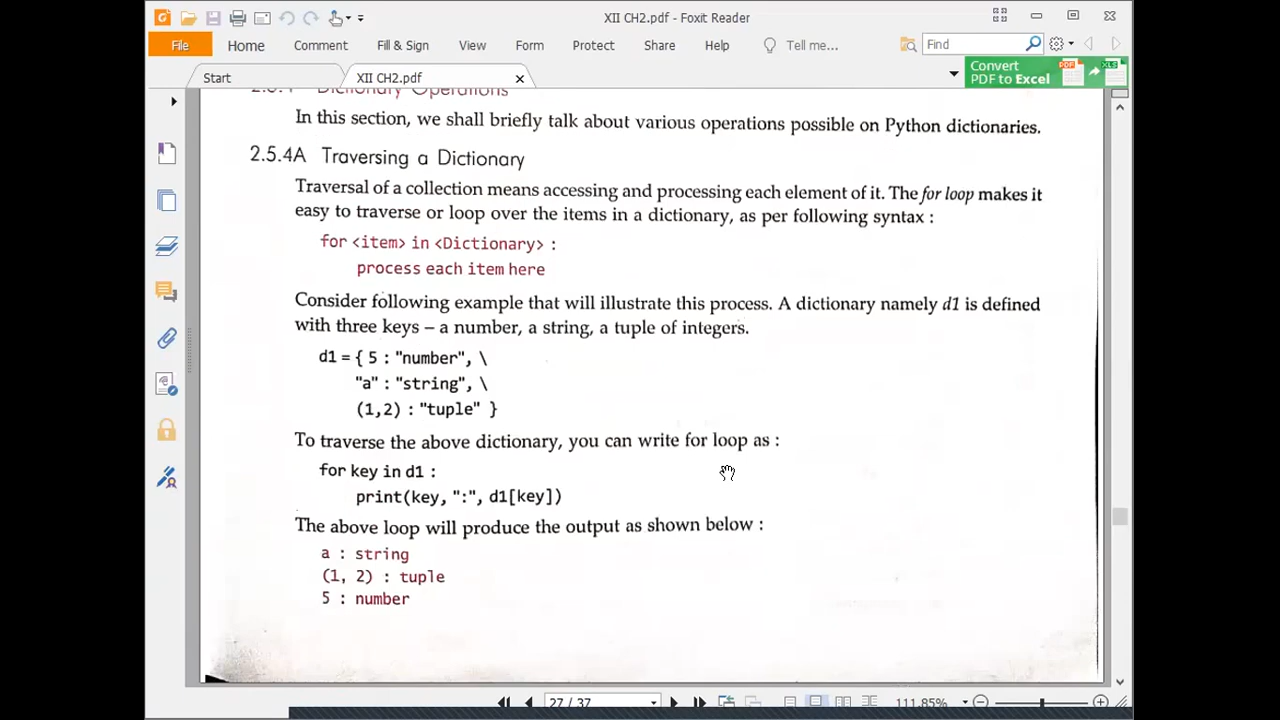 XII CH2.pdf - Foxit Reader
File Home Comment Fill & Sign View Form Protect Share Help Tell me... Find
Start XII CH2.pdf
Convert
PDF to Excel
Dictionary Operations
In this section, we shall briefly talk about various operations possible on Python dictionaries.
2.5.4A Traversing a Dictionary
Traversal of a collection means accessing and processing each element of it. The for loop makes it
easy to traverse or loop over the items in a dictionary, as per following syntax :
for <item> in <Dictionary> :
process each item here
Consider following example that will illustrate this process. A dictionary namely d1 is defined
with three keys – a number, a string, a tuple of integers.
d1 = { 5 : "number", \
"a" : "string", \
(1,2) : "tuple" }
To traverse the above dictionary, you can write for loop as :
for key in d1 :
print(key, ":", d1[key])
The above loop will produce the output as shown below :
a : string
(1, 2) : tuple
5 : number
27 / 37 111.85%